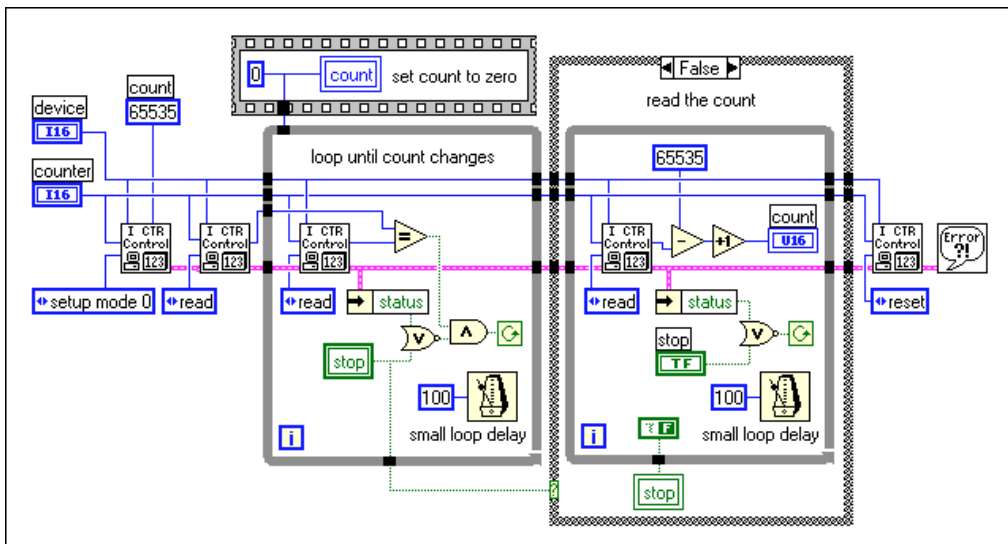 0
count
set count to zero
False
read the count
count
65535
device
I16
counter
I16
loop until count changes
65535
count
U16
I CTR
Control
123
I CTR
Control
123
I CTR
Control
123
=
I CTR
Control
123
-
+1
I CTR
Control
123
Error
?!
setup mode 0
read
read
status
read
status
reset
V
Λ
stop
stop
TF
V
100
small loop delay
100
small loop delay
i
i
F
stop
?